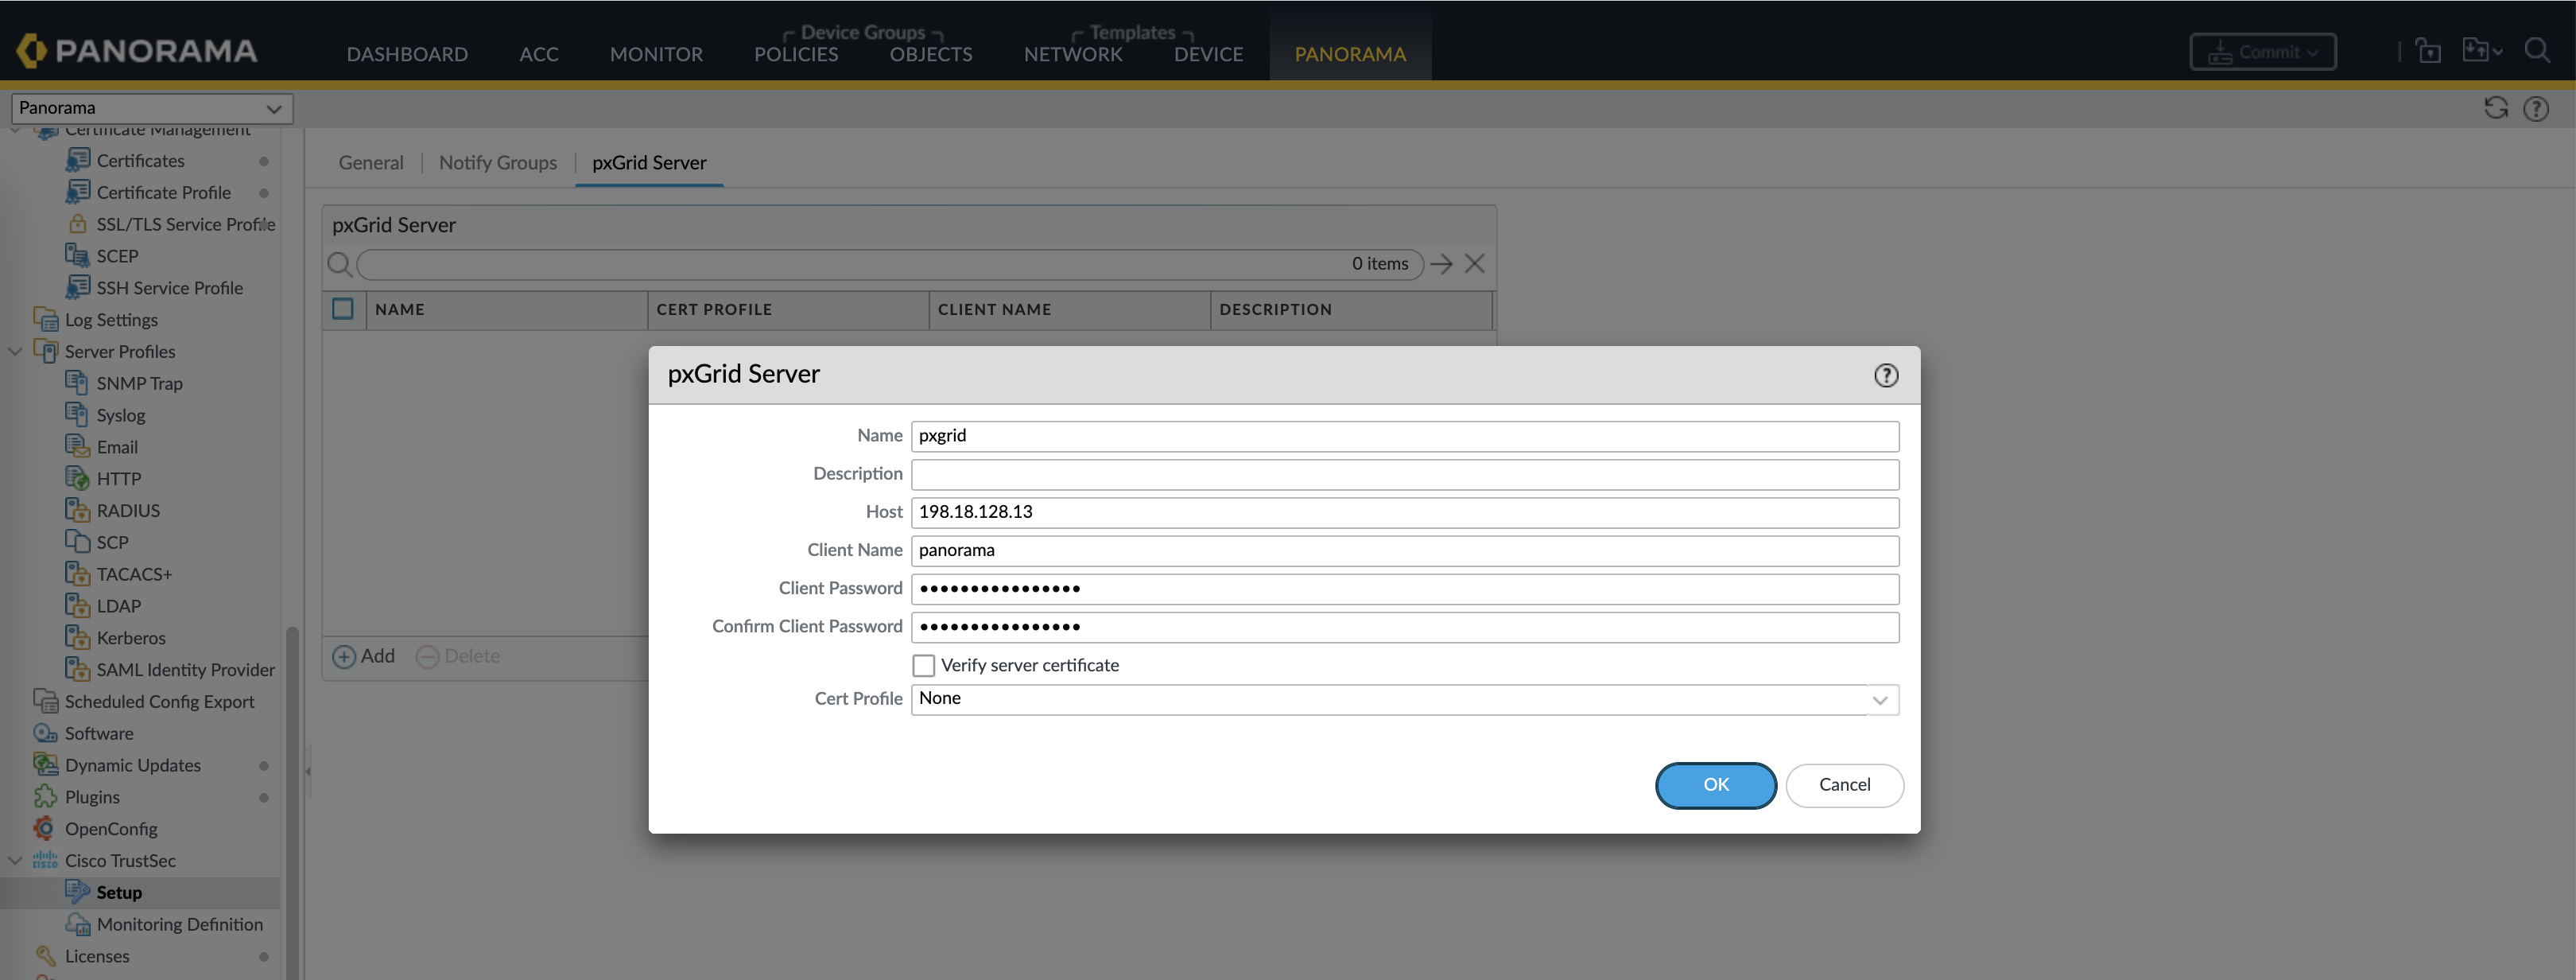 PANORAMA
DASHBOARD
ACC
MONITOR
Device Groups
POLICIES
OBJECTS
Templates
NETWORK
DEVICE
PANORAMA
Commit
Panorama
Certificate Management
Certificates
Certificate Profile
SSL/TLS Service Profile
SCEP
SSH Service Profile
Log Settings
Server Profiles
SNMP Trap
Syslog
Email
HTTP
RADIUS
SCP
TACACS+
LDAP
Kerberos
SAML Identity Provider
Scheduled Config Export
Software
Dynamic Updates
Plugins
OpenConfig
cisco Cisco TrustSec
Setup
Monitoring Definition
Licenses
General
Notify Groups
pxGrid Server
pxGrid Server
0 items
NAME
CERT PROFILE
CLIENT NAME
DESCRIPTION
Add
Delete
pxGrid Server
Name pxgrid
Description
Host 198.18.128.13
Client Name panorama
Client Password ••••••••••••••••
Confirm Client Password ••••••••••••••••
Verify server certificate
Cert Profile None
OK
Cancel